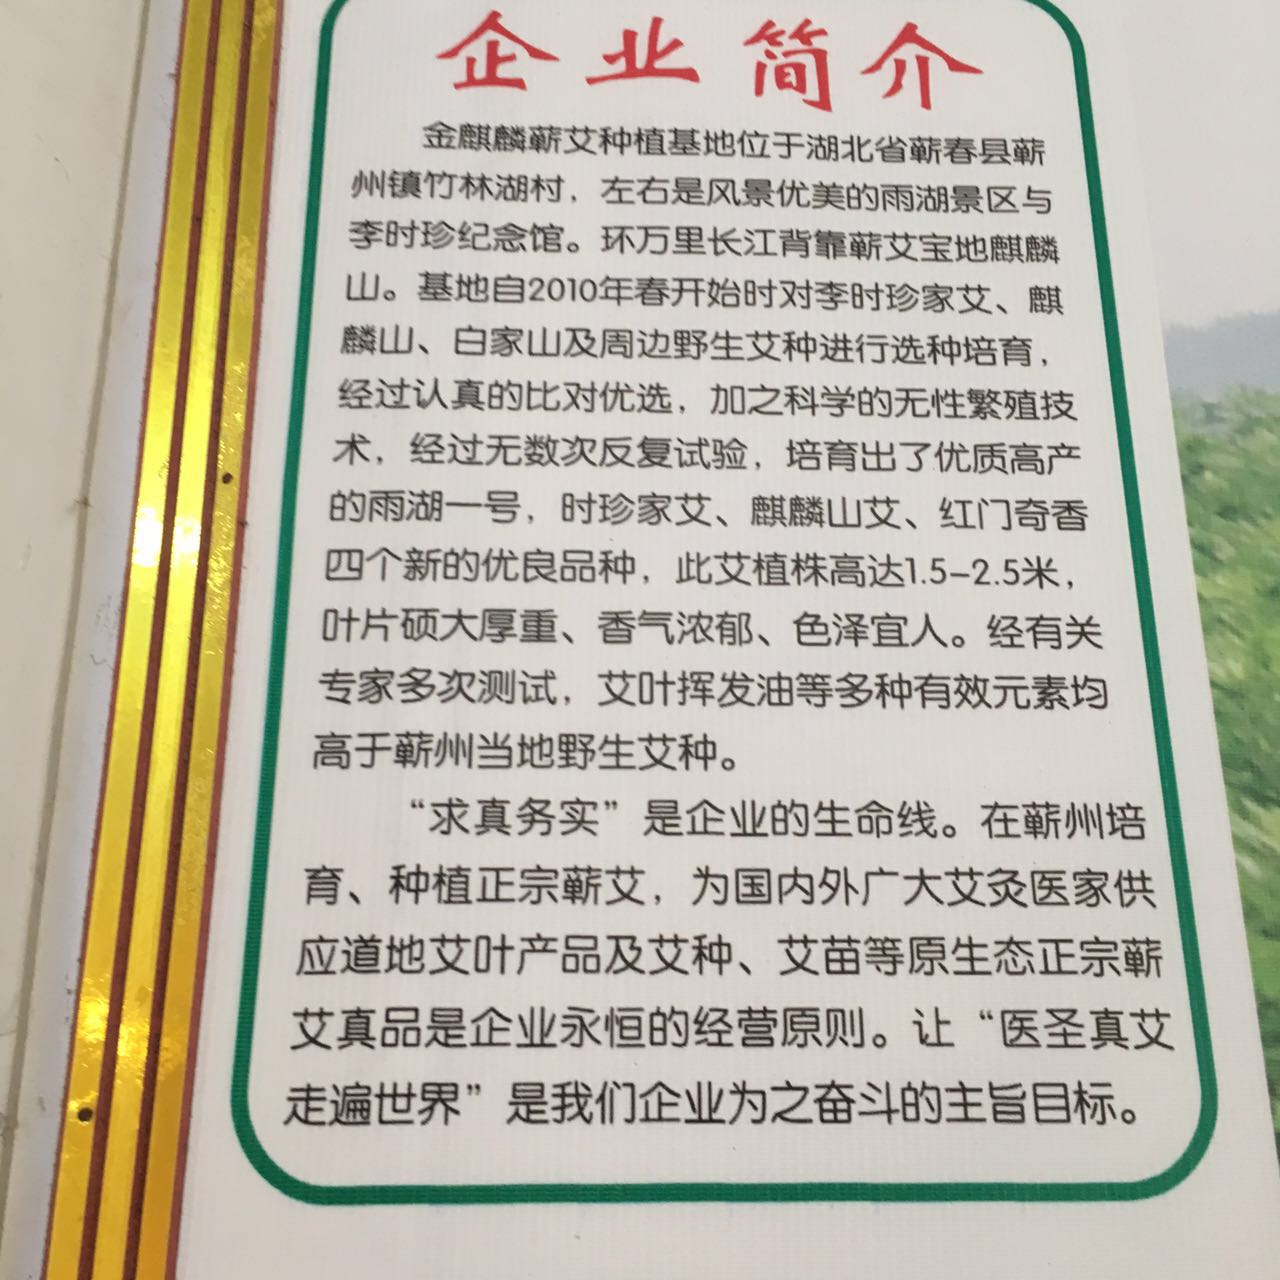 企业简介
金麒麟蕲艾种植基地位于湖北省蕲春县蕲
州镇竹林湖村，左右是风景优美的雨湖景区与
李时珍纪念馆。环万里长江背靠蕲艾宝地麒麟
山。基地自2010年春开始时对李时珍家艾、麒
麟山、白家山及周边野生艾种进行选种培育，
经过认真的比对优选，加之科学的无性繁殖技
术，经过无数次反复试验，培育出了优质高产
的雨湖一号，时珍家艾、麒麟山艾、红门奇香
四个新的优良品种，此艾植株高达1.5-2.5米，
叶片硕大厚重、香气浓郁、色泽宜人。经有关
专家多次测试，艾叶挥发油等多种有效元素均
高于蕲州当地野生艾种。
“求真务实”是企业的生命线。在蕲州培
育、种植正宗蕲艾，为国内外广大艾灸医家供
应道地艾叶产品及艾种、艾苗等原生态正宗蕲
艾真品是企业永恒的经营原则。让“医圣真艾
走遍世界”是我们企业为之奋斗的主旨目标。